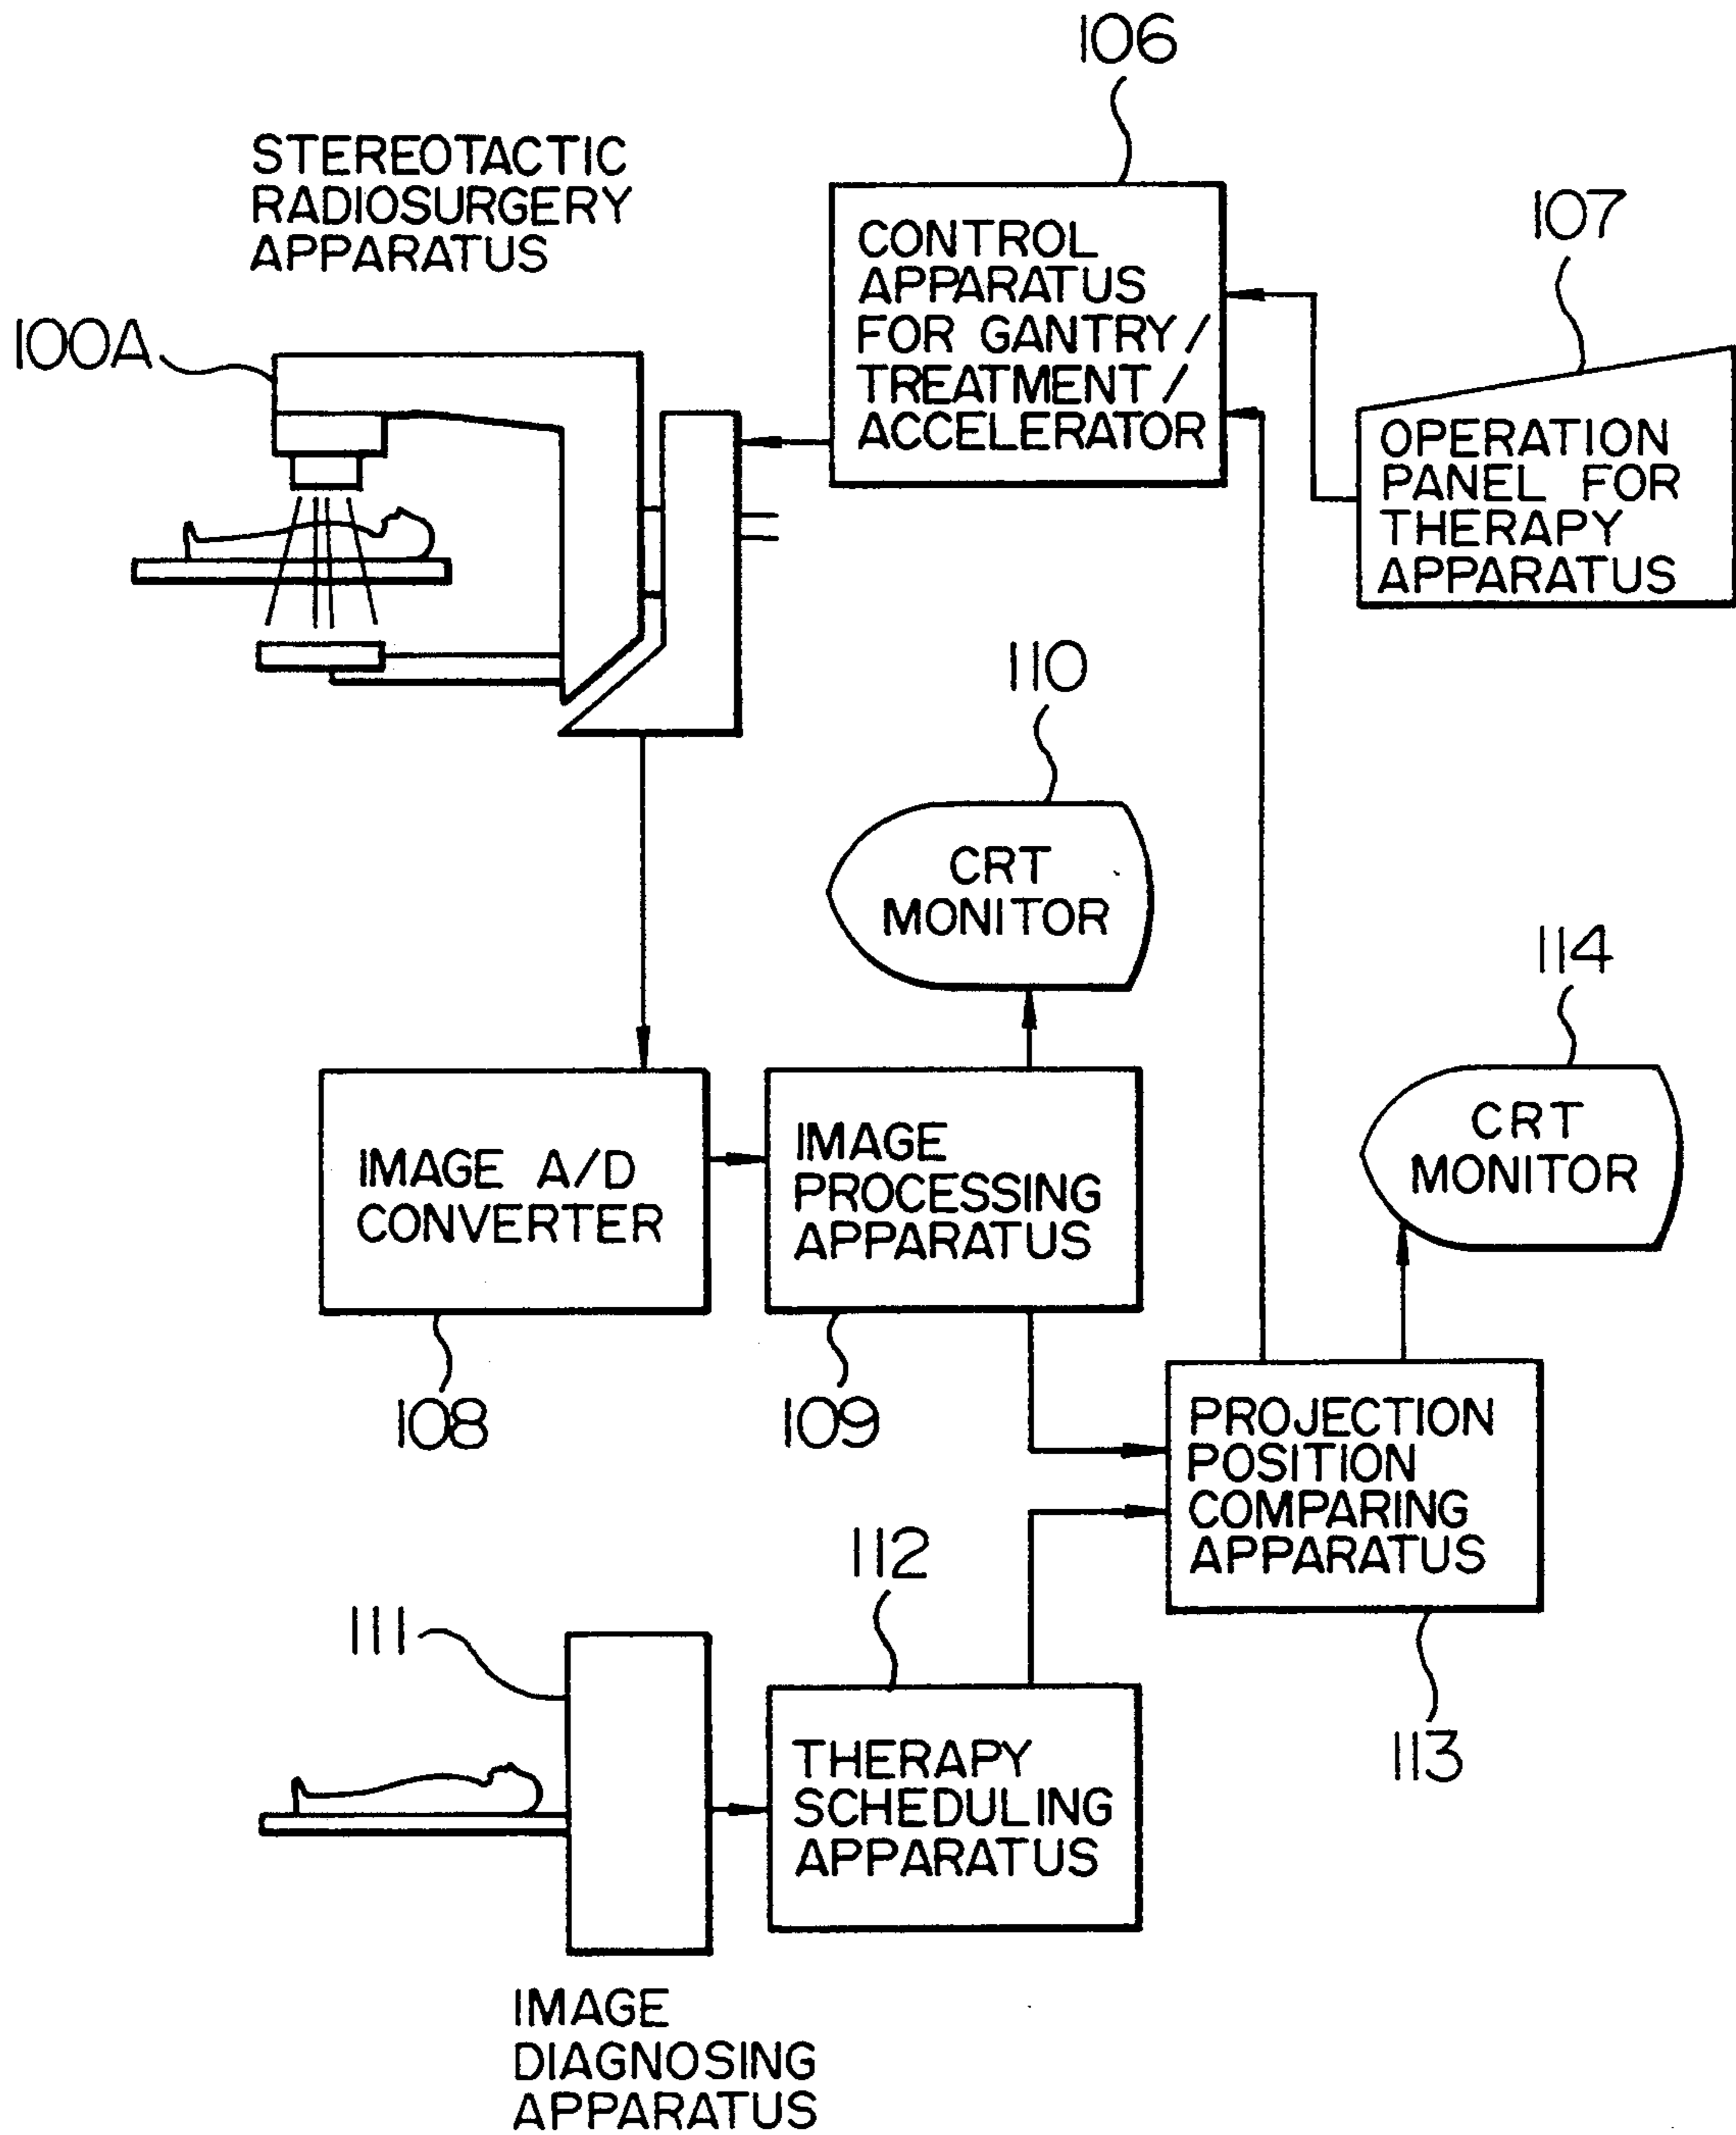 106
STEREOTACTIC
RADIOSURGERY
APPARATUS
107
CONTROL
APPARATUS
FOR GANTRY/
TREATMENT/
ACCELERATOR
100A
OPERATION
PANEL FOR
THERAPY
APPARATUS
110
CRT
MONITOR
114
CRT
MONITOR
IMAGE A/D
CONVERTER
IMAGE
PROCESSING
APPARATUS
108
109
PROJECTION
POSITION
COMPARING
APPARATUS
112
111
113
THERAPY
SCHEDULING
APPARATUS
IMAGE
DIAGNOSING
APPARATUS